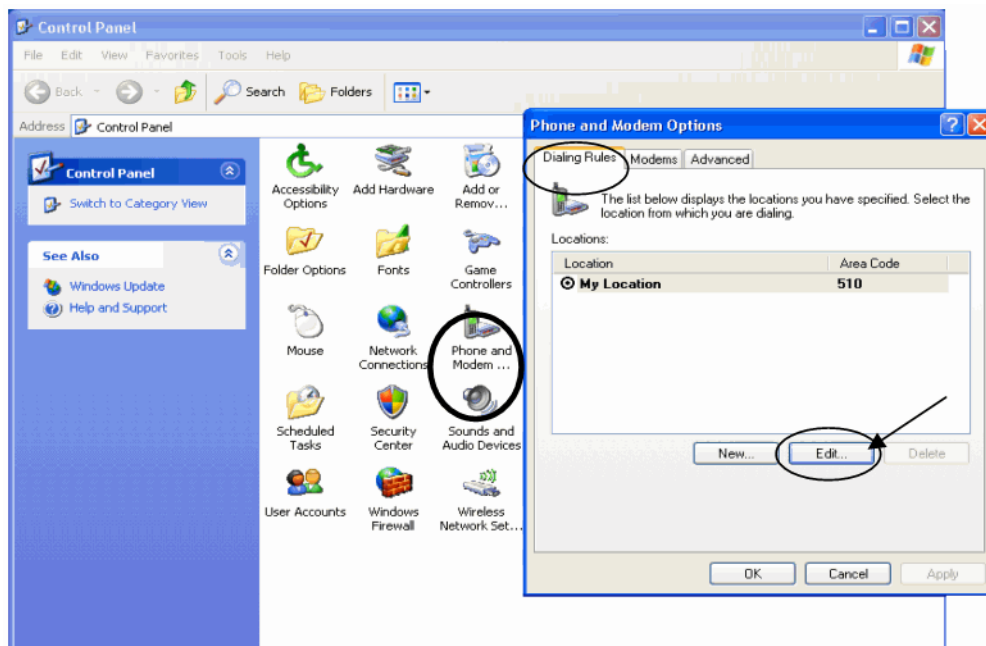 Control Panel
File Edit View Favorites Tools Help
Back Search Folders
Address Control Panel
Control Panel
Switch to Category View
See Also
Windows Update
Help and Support
Accessibility Options
Add Hardware
Add or Remov...
Folder Options
Fonts
Game Controllers
Mouse
Network Connections
Phone and Modem ...
Scheduled Tasks
Security Center
Sounds and Audio Devices
User Accounts
Windows Firewall
Wireless Network Set...
Phone and Modem Options
Dialing Rules Modems Advanced
The list below displays the locations you have specified. Select the
location from which you are dialing.
Locations:
Location Area Code
My Location 510
New... Edit... Delete
OK Cancel Apply